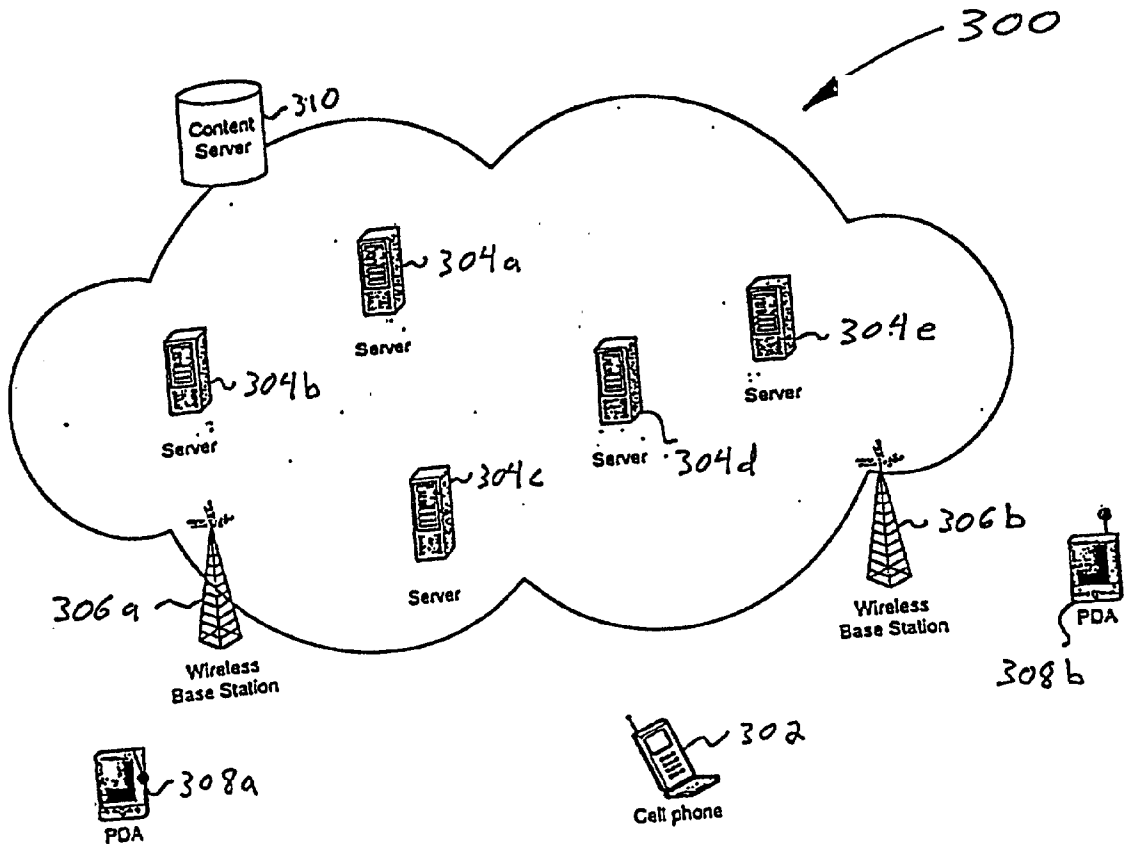 300
310
Content
Server
304a
Server
304e
Server
304b
Server
304d
Server
304c
Server
306a
Wireless
Base Station
306b
Wireless
Base Station
PDA
308b
302
Cell phone
308a
PDA